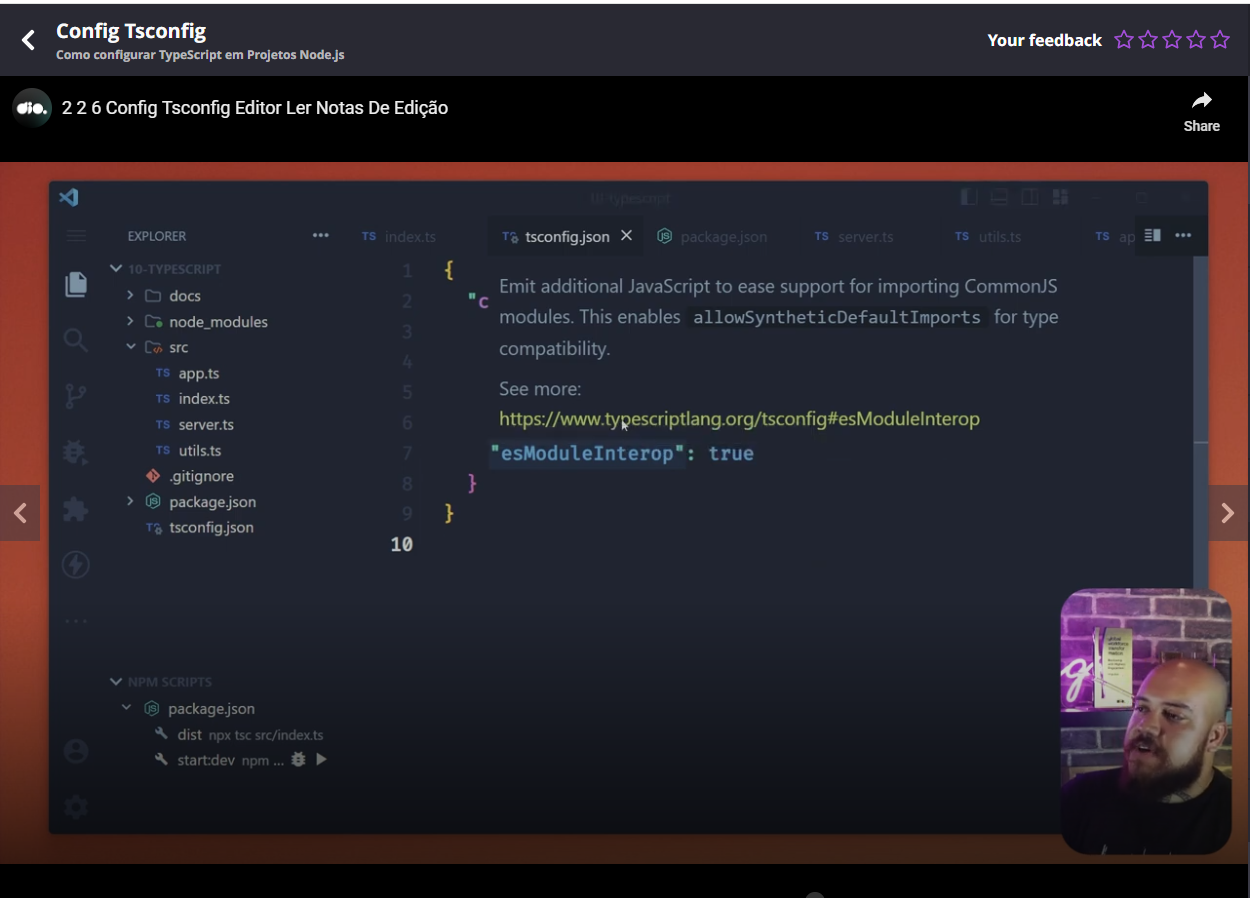 Config Tsconfig
Como configurar TypeScript em Projetos Node.js
Your feedback
dio.
2 2 6 Config Tsconfig Editor Ler Notas De Edição
Share
10-typescript
EXPLORER
TS index.ts
TS tsconfig.json
JS package.json
TS server.ts
TS utils.ts
TS ap
10-TYPESCRIPT
docs
node_modules
src
TS app.ts
TS index.ts
TS server.ts
TS utils.ts
.gitignore
JS package.json
TS tsconfig.json
1 {
2 "c
3
4
5
6
7 "esModuleInterop": true
8 }
9 }
10
Emit additional JavaScript to ease support for importing CommonJS
modules. This enables allowSyntheticDefaultImports for type
compatibility.
See more:
https://www.typescriptlang.org/tsconfig#esModuleInterop
NPM SCRIPTS
JS package.json
dist npx tsc src/index.ts
start:dev npm ...